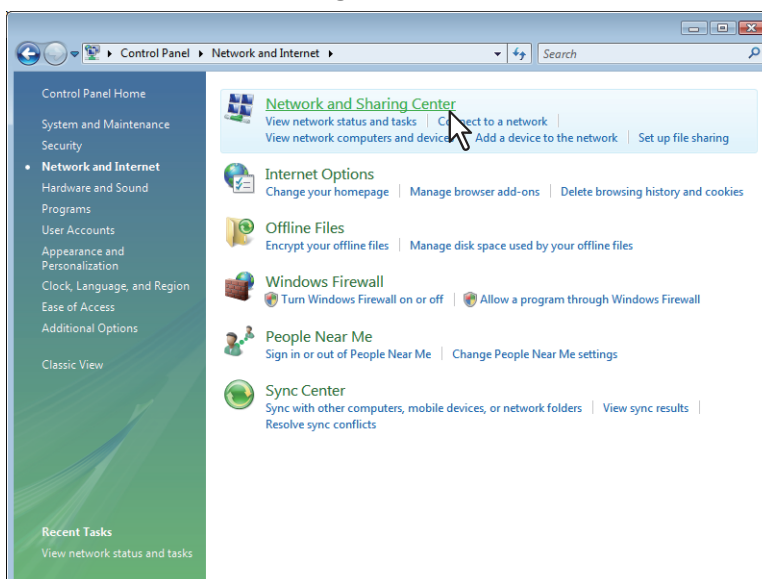 Control Panel Network and Internet Search
Control Panel Home
System and Maintenance
Security
Network and Internet
Hardware and Sound
Programs
User Accounts
Appearance and
Personalization
Clock, Language, and Region
Ease of Access
Additional Options
Classic View
Recent Tasks
View network status and tasks
Network and Sharing Center
View network status and tasks to a network
View network computers and Add a device to the network Set up file sharing
Internet Options
Change your homepage Manage browser add-ons Delete browsing history and cookies
Offline Files
Encrypt your offline files Manage disk space used by your offline files
Windows Firewall
Turn Windows Firewall on or off Allow a program through Windows Firewall
People Near Me
Sign in or out of People Near Me Change People Near Me settings
Sync Center
Sync with other computers, mobile devices, or network folders View sync results
Resolve sync conflicts